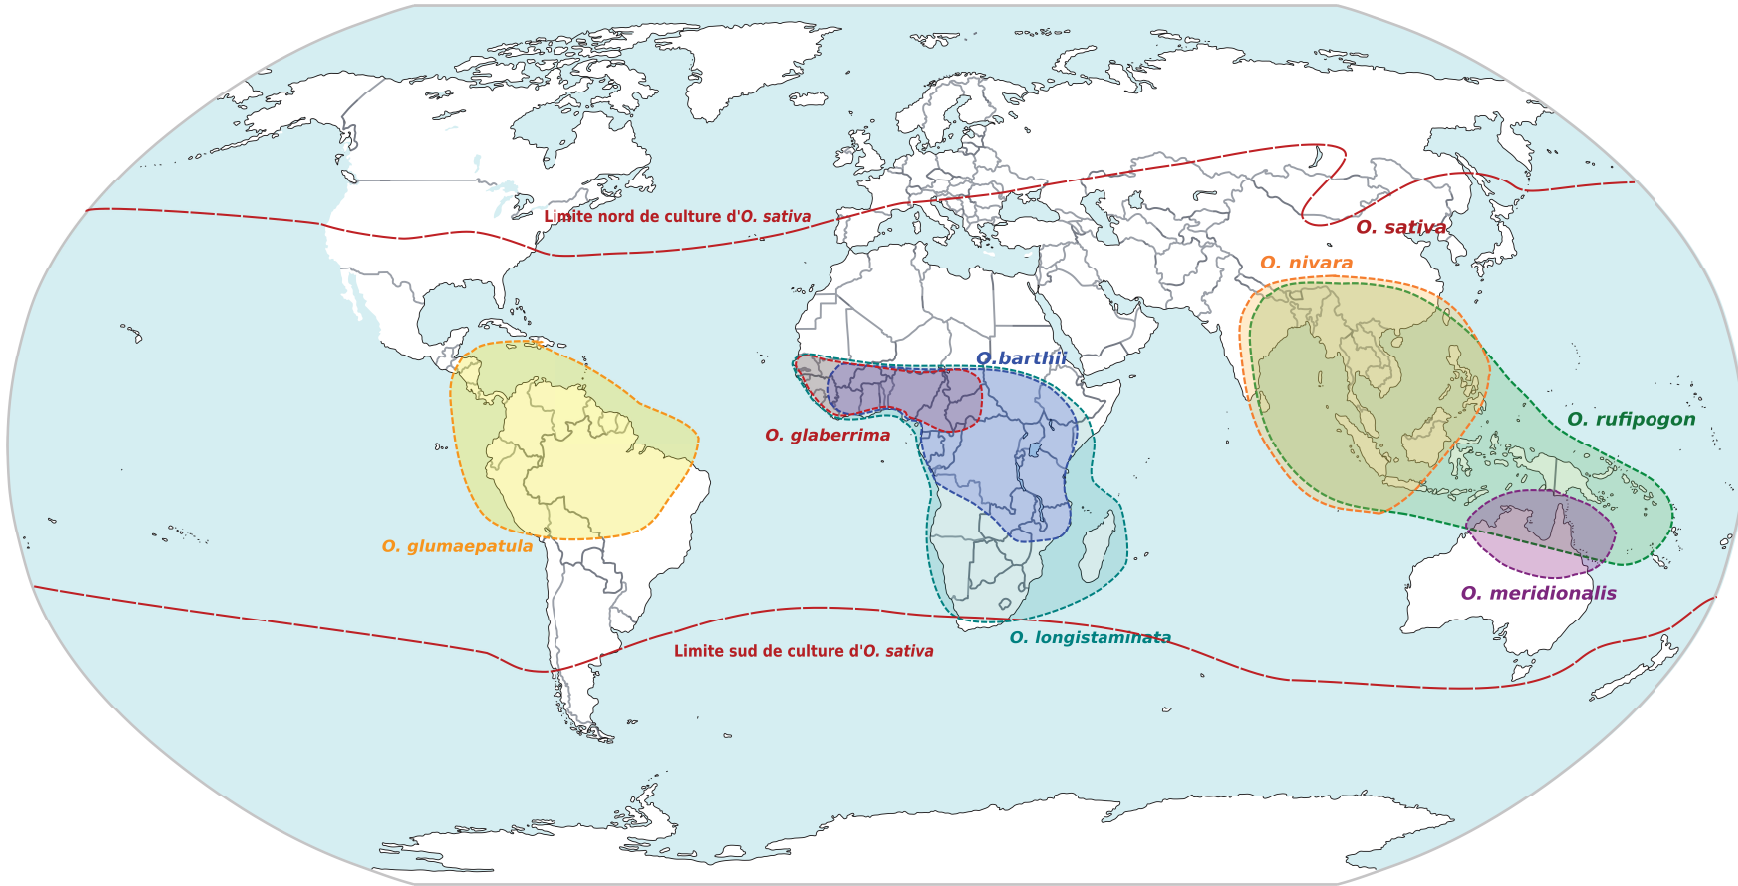 Limite nord de culture d'O. sativa
O. sativa
O. nivara
O.barthii
O. rufipogon
O. glaberrima
O. glumaepatula
O. meridionalis
O. longistaminata
Limite sud de culture d'O. sativa